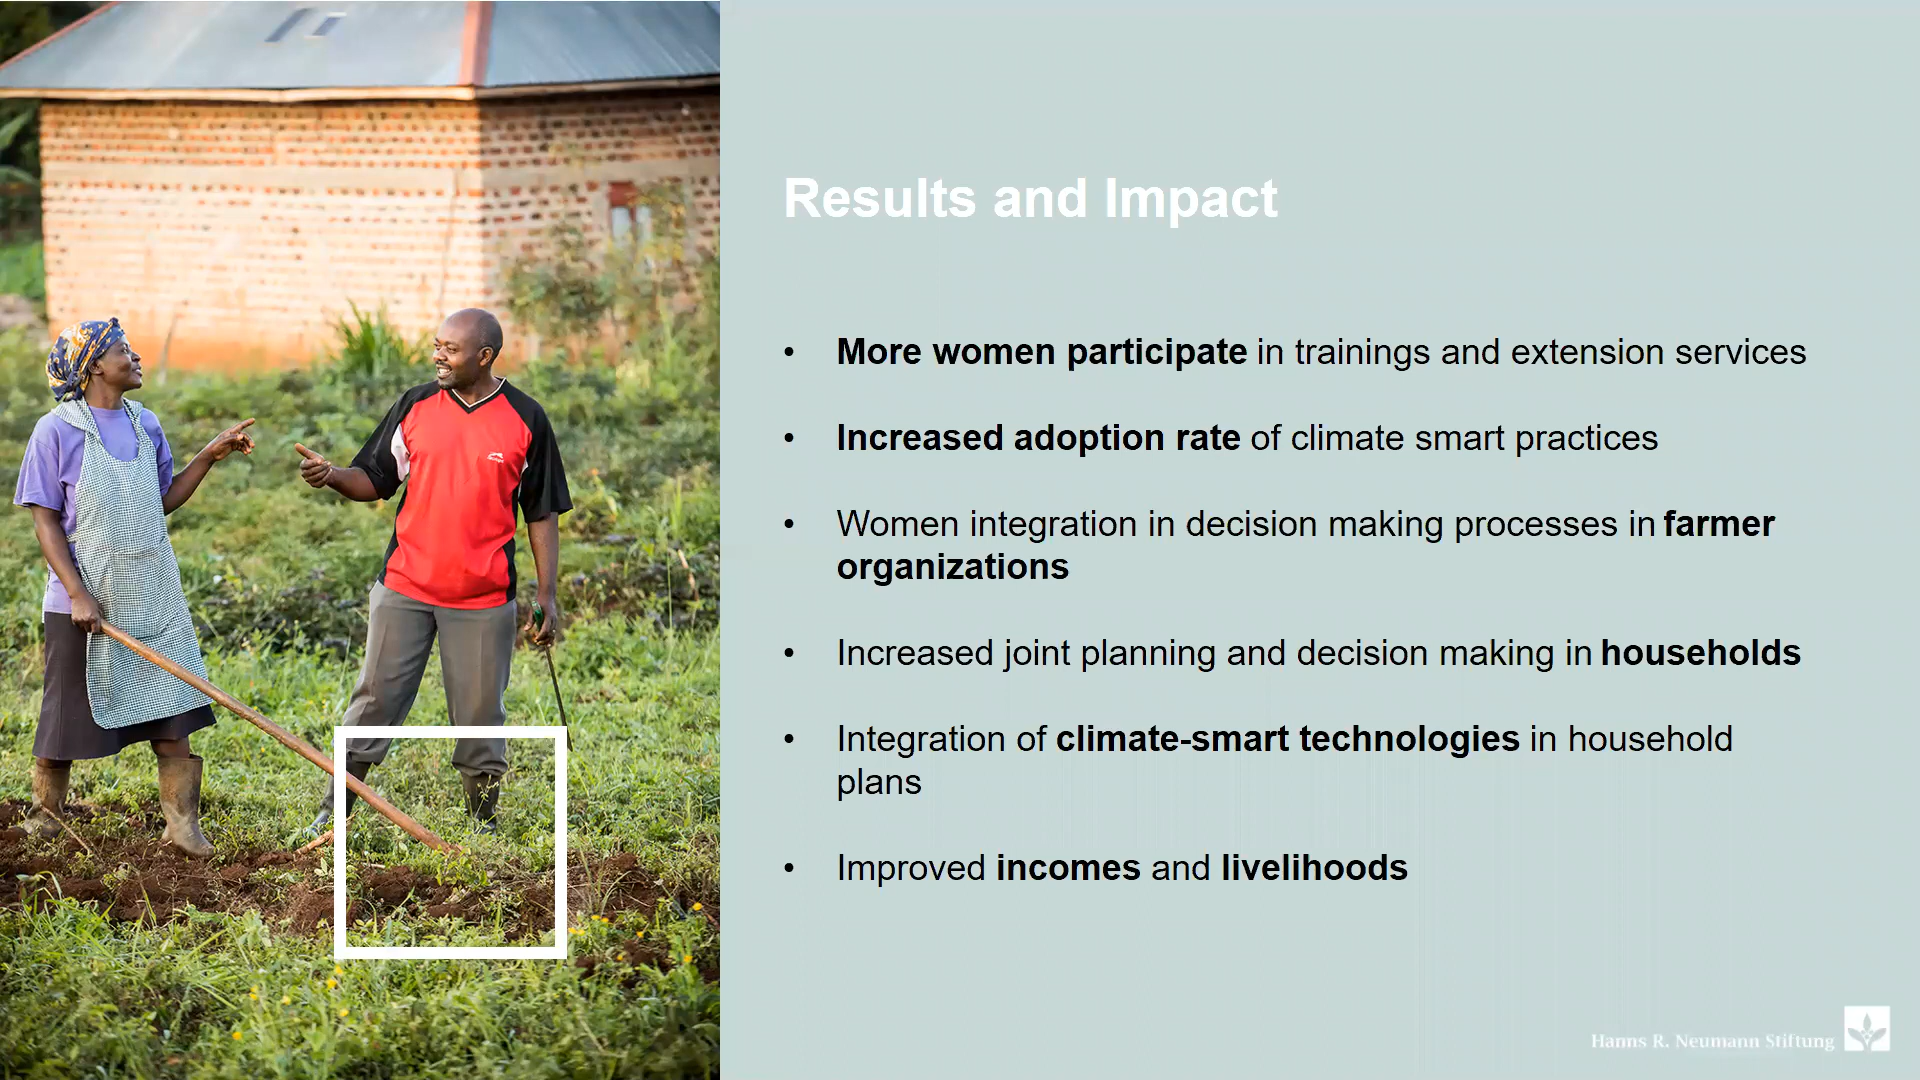 Results and Impact
• More women participate in trainings and extension services
• Increased adoption rate of climate smart practices
• Women integration in decision making processes in farmer
organizations
• Increased joint planning and decision making in households
• Integration of climate-smart technologies in household
plans
• Improved incomes and livelihoods
Hanns R. Neumann Stiftung